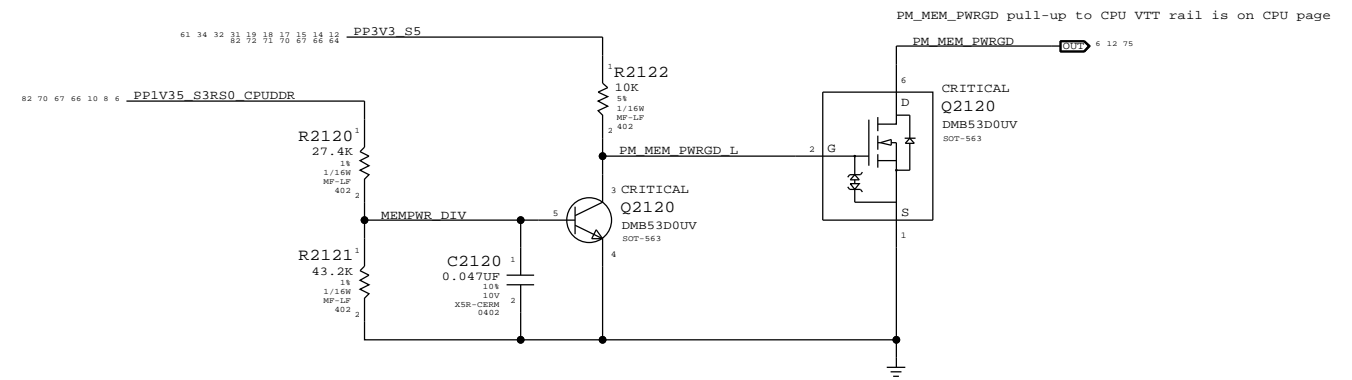 PM_MEM_PWRGD pull-up to CPU VTT rail is on CPU page
61 34 32 31 19 18 17 15 14 12
82 72 71 70 67 66 64
PP3V3_S5
PM_MEM_PWRGD
OUT
6 12 75
82 70 67 66 10 8 6
PP1V35_S3RS0_CPUDDR
1
R2122
10K
5%
1/16W
MF-LF
402
2
6
D
CRITICAL
Q2120
DMB53D0UV
SOT-563
R2120
1
27.4K
1%
1/16W
MF-LF
402
2
PM_MEM_PWRGD_L
2
G
S
1
MEMPWR_DIV
5
3
CRITICAL
Q2120
DMB53D0UV
SOT-563
4
R2121
1
43.2K
1%
1/16W
MF-LF
402
2
C2120
1
0.047UF
10%
10V
X5R-CERM
0402
2